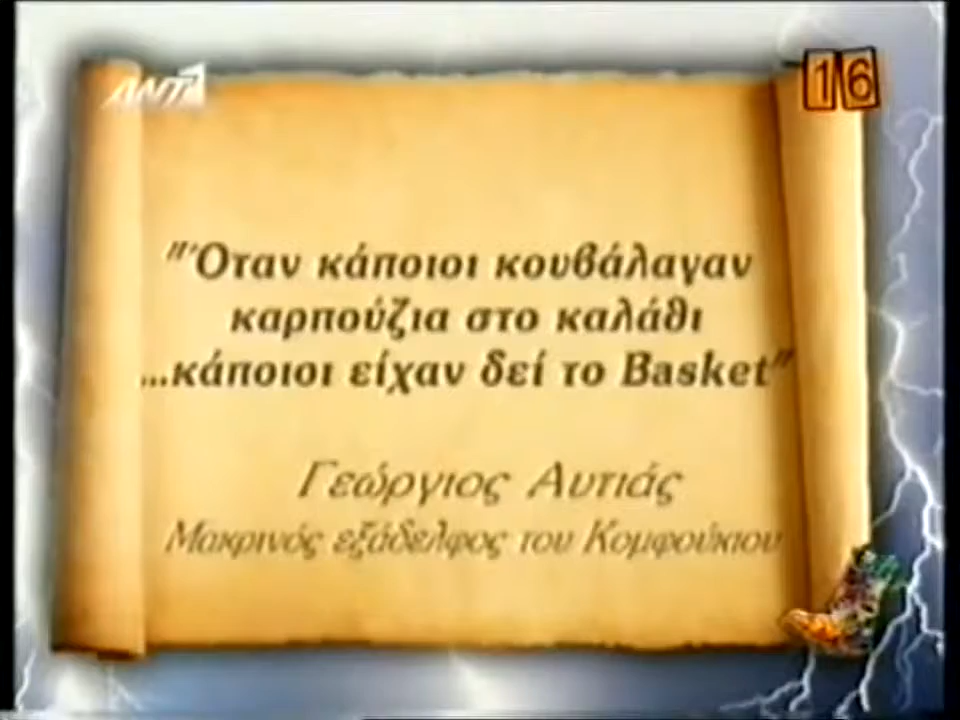 ΑΝΤ1
16
"Όταν κάποιοι κουβάλαγαν
καρπούζια στο καλάθι
...κάποιοι είχαν δεί το Basket"
Γεώργιος Αυτιάς
Μακρινός εξάδελφος του Κομφούκιου